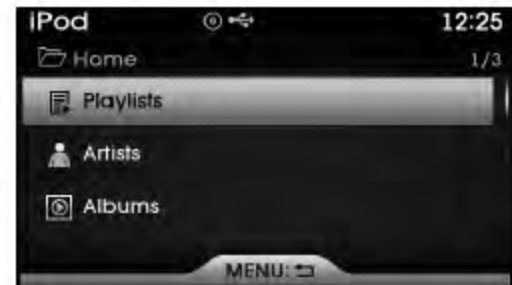 iPod 12:25
Home 1/3
Playlists
Artists
Albums
MENU: